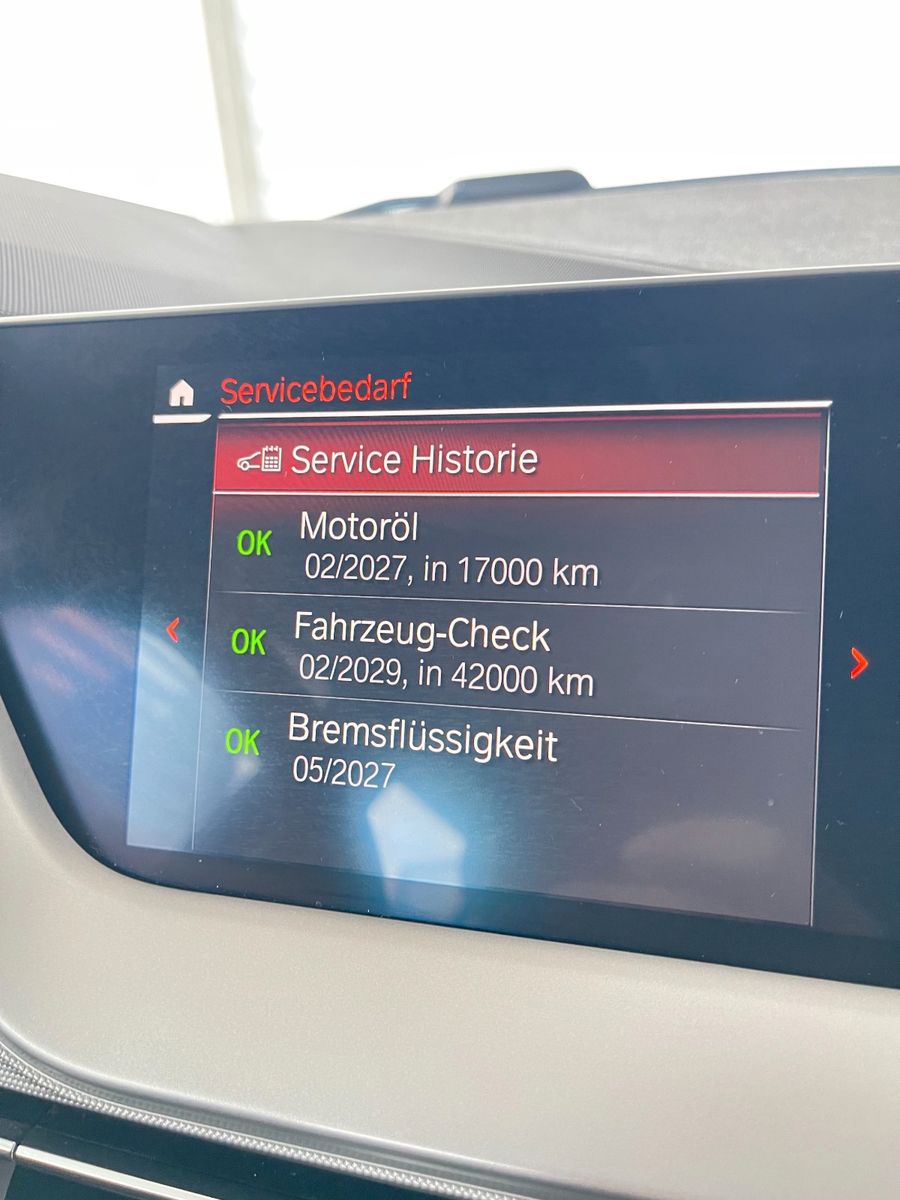 Servicebedarf
Service Historie
OK
Motoröl
02/2027, in 17000 km
OK
Fahrzeug-Check
02/2029, in 42000 km
OK
Bremsflüssigkeit
05/2027